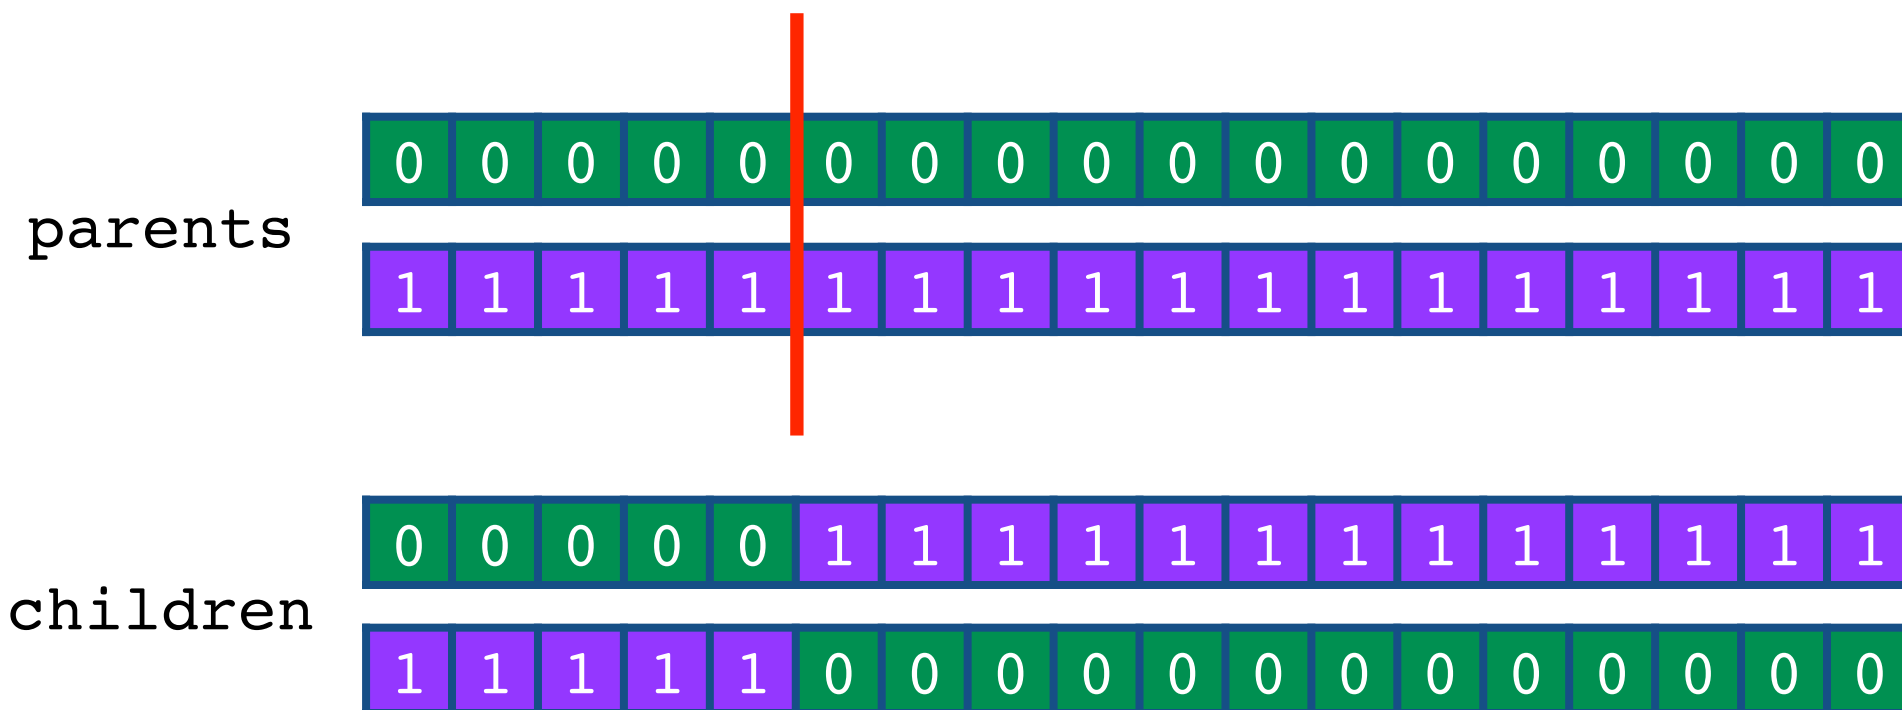 0 0 0 0 0 0 0 0 0 0 0 0 0 0 0 0 0 0
parents
1 1 1 1 1 1 1 1 1 1 1 1 1 1 1 1 1 1
0 0 0 0 0 1 1 1 1 1 1 1 1 1 1 1 1 1
children
1 1 1 1 1 0 0 0 0 0 0 0 0 0 0 0 0 0